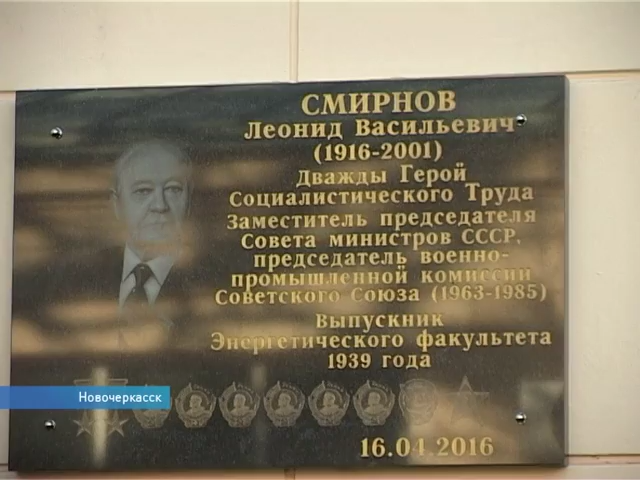 СМИРНОВ
Леонид Васильевич
(1916-2001)
Дважды Герой
Социалистического Труда
Заместитель председателя
Совета министров СССР,
председатель военно-
промышленной комиссии
Советского Союза (1963-1985)
Выпускник
Энергетического факультета
1939 года
Новочеркасск
16.04.2016